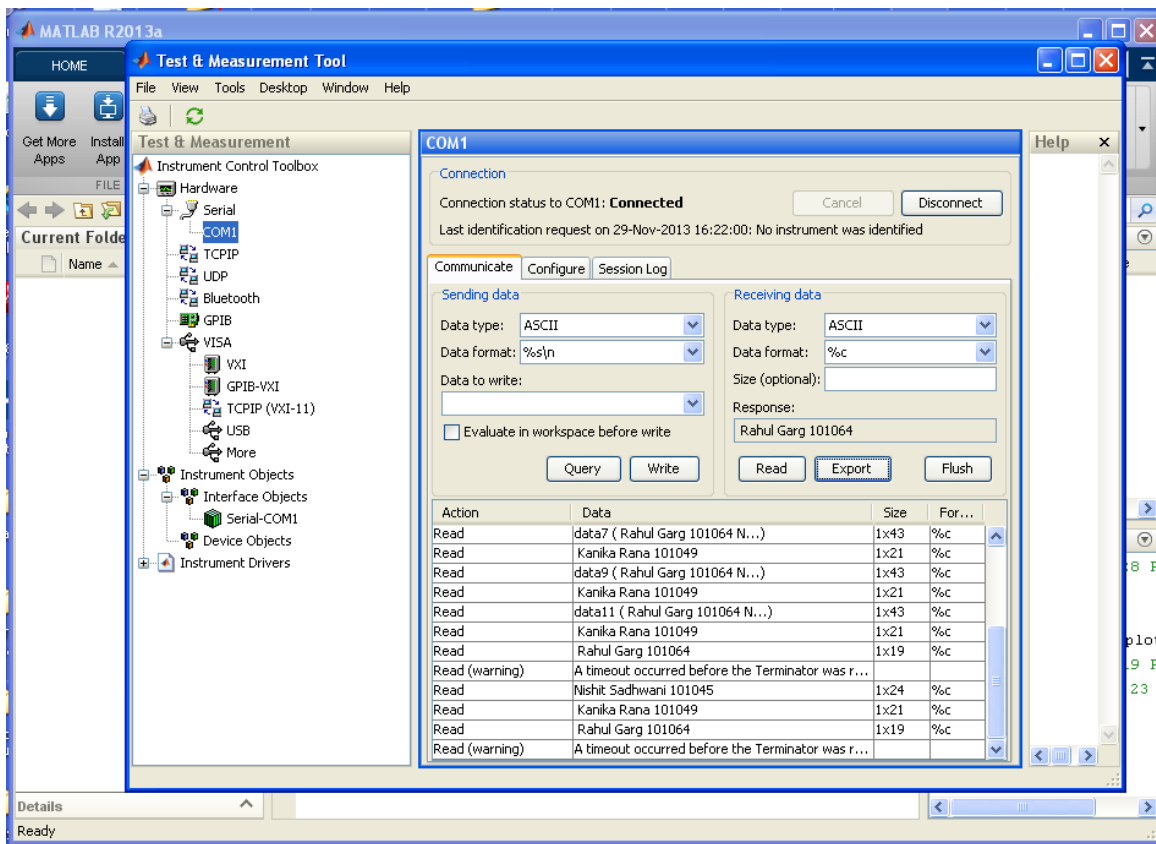 MATLAB R2013a
HOME
Get More Apps
Install App
FILE
Current Folde
Name
Details
Ready
Test & Measurement Tool
File View Tools Desktop Window Help
Test & Measurement
Instrument Control Toolbox
Hardware
Serial
COM1
TCPIP
UDP
Bluetooth
GPIB
VISA
VXI
GPIB-VXI
TCPIP (VXI-11)
USB
More
Instrument Objects
Interface Objects
Serial-COM1
Device Objects
Instrument Drivers
COM1
Connection
Connection status to COM1: Connected Cancel Disconnect
Last identification request on 29-Nov-2013 16:22:00: No instrument was identified
Communicate Configure Session Log
Sending data
Data type: ASCII
Data format: %s\n
Data to write:
Evaluate in workspace before write
Query Write
Receiving data
Data type: ASCII
Data format: %c
Size (optional):
Response:
Rahul Garg 101064
Read Export Flush
Action Data Size For...
Read data7 ( Rahul Garg 101064 N...) 1x43 %c
Read Kanika Rana 101049 1x21 %c
Read data9 ( Rahul Garg 101064 N...) 1x43 %c
Read Kanika Rana 101049 1x21 %c
Read data11 ( Rahul Garg 101064 N...) 1x43 %c
Read Kanika Rana 101049 1x21 %c
Read Rahul Garg 101064 1x19 %c
Read (warning) A timeout occurred before the Terminator was r...
Read Nishit Sadhwani 101045 1x24 %c
Read Kanika Rana 101049 1x21 %c
Read Rahul Garg 101064 1x19 %c
Read (warning) A timeout occurred before the Terminator was r...
Help
plot
23